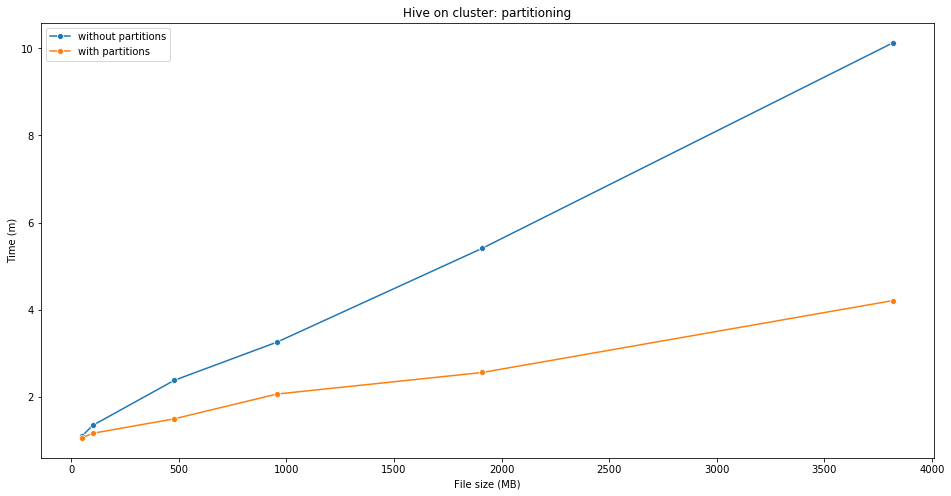 Hive on cluster: partitioning
without partitions
with partitions
Time (m)
10
8
6
4
2
0
500
1000
1500
2000
2500
3000
3500
4000
File size (MB)